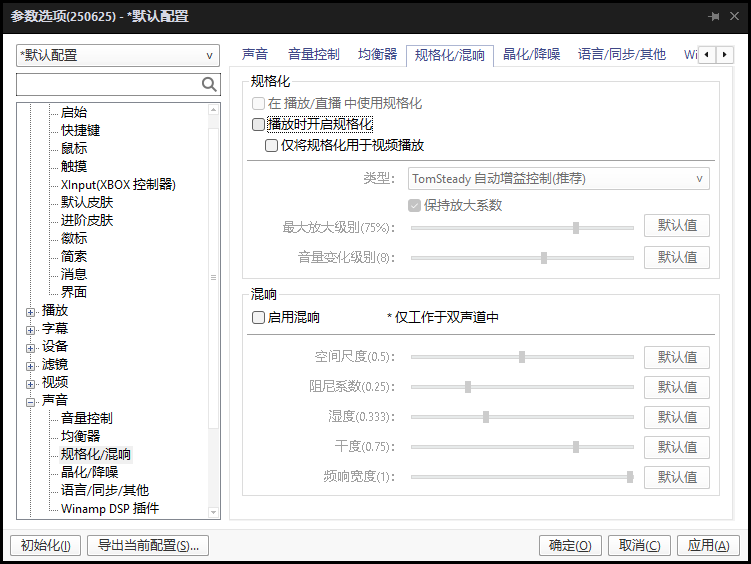 参数选项(250625) - *默认配置
*默认配置
启始
快捷键
鼠标
触摸
XInput(XBOX 控制器)
默认皮肤
进阶皮肤
徽标
简索
消息
界面
播放
字幕
设备
滤镜
视频
声音
音量控制
均衡器
规格化/混响
晶化/降噪
语言/同步/其他
Winamp DSP 插件
声音 音量控制 均衡器 规格化/混响 晶化/降噪 语言/同步/其他 Wi
规格化
在 播放/直播 中使用规格化
播放时开启规格化
仅将规格化用于视频播放
类型: TomSteady 自动增益控制(推荐)
保持放大系数
最大放大级别(75%): 默认值
音量变化级别(8): 默认值
混响
启用混响 * 仅工作于双声道中
空间尺度(0.5): 默认值
阻尼系数(0.25): 默认值
湿度(0.333): 默认值
干度(0.75): 默认值
频响宽度(1): 默认值
初始化(I) 导出当前配置(S)... 确定(O) 取消(C) 应用(A)